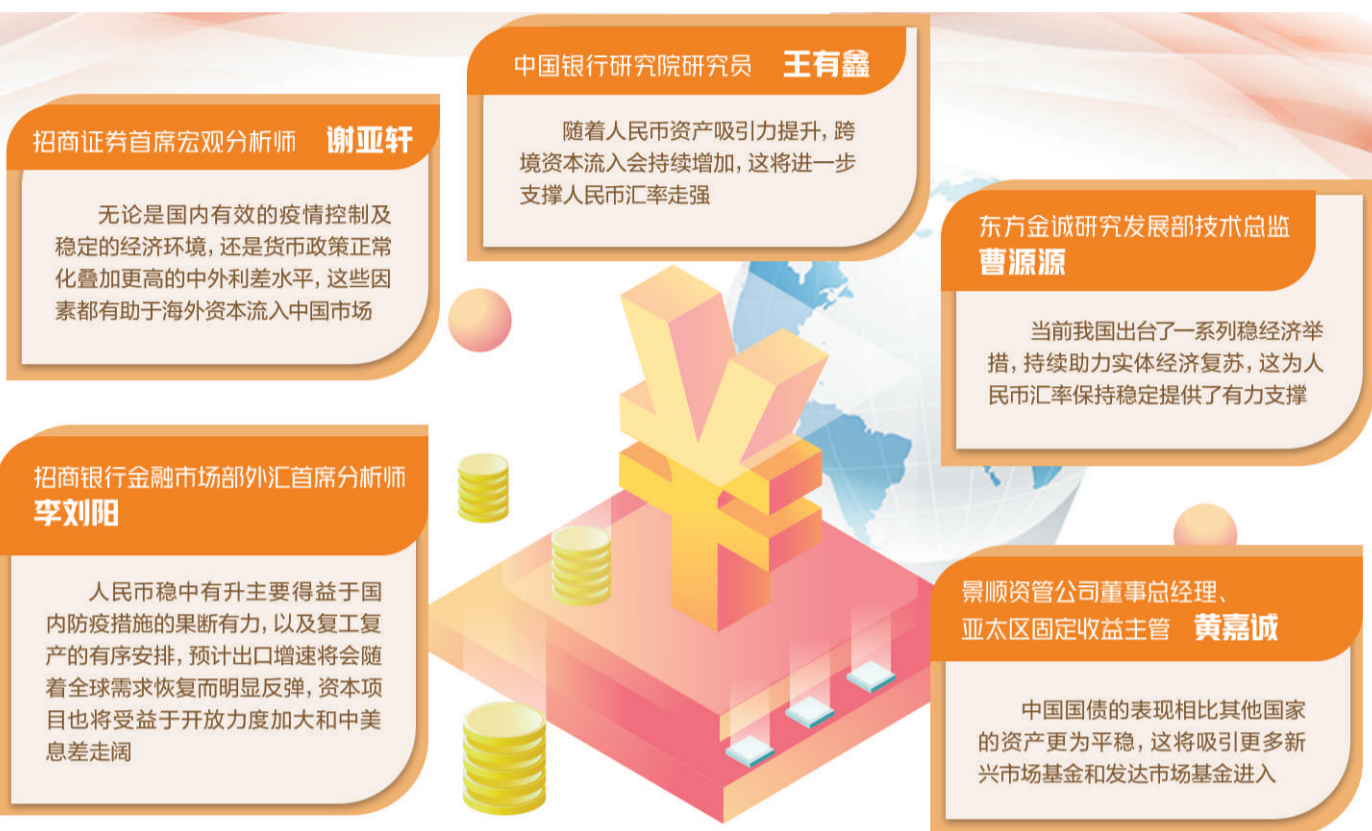 招商证券首席宏观分析师 谢亚轩
无论是国内有效的疫情控制及
稳定的经济环境,还是货币政策正常
化叠加更高的中外利差水平,这些因
素都有助于海外资本流入中国市场
中国银行研究院研究员 王有鑫
随着人民币资产吸引力提升,跨
境资本流入会持续增加,这将进一步
支撑人民币汇率走强
东方金诚研究发展部技术总监
曹源源
当前我国出台了一系列稳经济举
措,持续助力实体经济复苏,这为人
民币汇率保持稳定提供了有力支撑
招商银行金融市场部外汇首席分析师
李刘阳
人民币稳中有升主要得益于国
内防疫措施的果断有力,以及复工复
产的有序安排,预计出口增速将会随
着全球需求恢复而明显反弹,资本项
目也将受益于开放力度加大和中美
息差走阔
景顺资管公司董事总经理、
亚太区固定收益主管 黄嘉诚
中国国债的表现相比其他国家
的资产更为平稳,这将吸引更多新
兴市场基金和发达市场基金进入